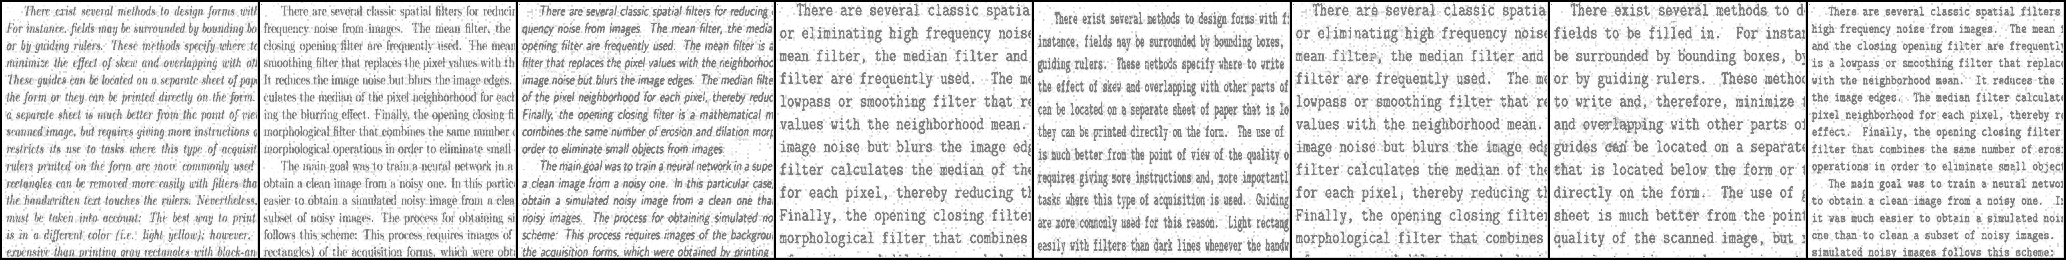 There exist several methods to design forms with
For instance, fields may be surrounded by bounding bo
or by guiding rulers. These methods specify where to
minimize the effect of skew and overlapping with oth
These guides can be located on a separate sheet of pape
the form or they can be printed directly on the form.
a separate sheet is much better from the point of view
scanned image, but requires giving more instructions a
restricts its use to tasks where this type of acquisit
rulers printed on the form are more commonly used
rectangles can be removed more easily with filters tha
the handwritten text touches the rulers. Nevertheless,
must be taken into account: The best way to print
is in a different color (i.e. light yellow); however,
expensive than printing gray rectangles with black-an
There are several classic spatial filters for reducin
frequency noise from images. The mean filter, the
closing opening filter are frequently used. The mean
smoothing filter that replaces the pixel values with th
It reduces the image noise but blurs the image edges.
culates the median of the pixel neighborhood for each
ing the blurring effect. Finally, the opening closing fi
morphological filter that combines the same number o
morphological operations in order to eliminate small
The main goal was to train a neural network in a
obtain a clean image from a noisy one. In this partic
easier to obtain a simulated noisy image from a clea
subset of noisy images. The process for obtaining si
follows this scheme: This process requires images of
rectangles) of the acquisition forms, which were obt
There are several classic spatial filters for reducing
quency noise from images. The mean filter, the media
opening filter are frequently used. The mean filter is a
filter that replaces the pixel values with the neighborhoo
image noise but blurs the image edges. The median filte
of the pixel neighborhood for each pixel, thereby reduc
Finally, the opening closing filter is a mathematical m
combines the same number of erosion and dilation morp
order to eliminate small objects from images.
The main goal was to train a neural network in a supe
a clean image from a noisy one. In this particular case,
obtain a simulated noisy image from a clean one tha
noisy images. The process for obtaining simulated no
scheme: This process requires images of the backgrou
the acquisition forms, which were obtained by printing
There are several classic spatia
or eliminating high frequency noise
mean filter, the median filter and
filter are frequently used. The me
lowpass or smoothing filter that re
values with the neighborhood mean.
image noise but blurs the image edg
filter calculates the median of the
for each pixel, thereby reducing th
Finally, the opening closing filter
morphological filter that combines
There exist several methods to design forms with fi
instance, fields may be surrounded by bounding boxes,
guiding rulers. These methods specify where to write
the effect of skew and overlapping with other parts of
can be located on a separate sheet of paper that is lo
they can be printed directly on the form. The use of
is much better from the point of view of the quality o
requires giving more instructions and, more importantl
tasks where this type of acquisition is used. Guiding
are more commonly used for this reason. Light rectang
easily with filters than dark lines whenever the handw
There are several classic spatia
or eliminating high frequency noise
mean filter, the median filter and
filter are frequently used. The me
lowpass or smoothing filter that re
values with the neighborhood mean.
image noise but blurs the image edg
filter calculates the median of the
for each pixel, thereby reducing th
Finally, the opening closing filter
morphological filter that combines
There exist several methods to d
fields to be filled in. For instan
be surrounded by bounding boxes, by
or by guiding rulers. These method
to write and, therefore, minimize t
and overlapping with other parts of
guides can be located on a separate
that is located below the form or t
directly on the form. The use of g
sheet is much better from the point
quality of the scanned image, but r
There are several classic spatial filters
high frequency noise from images. The mean f
and the closing opening filter are frequently
is a lowpass or smoothing filter that replace
with the neighborhood mean. It reduces the i
the image edges. The median filter calculate
pixel neighborhood for each pixel, thereby re
effect. Finally, the opening closing filter
filter that combines the same number of eros
operations in order to eliminate small object
The main goal was to train a neural networ
to obtain a clean image from a noisy one. I
it was much easier to obtain a simulated noi
one than to clean a subset of noisy images.
simulated noisy images follows this scheme: